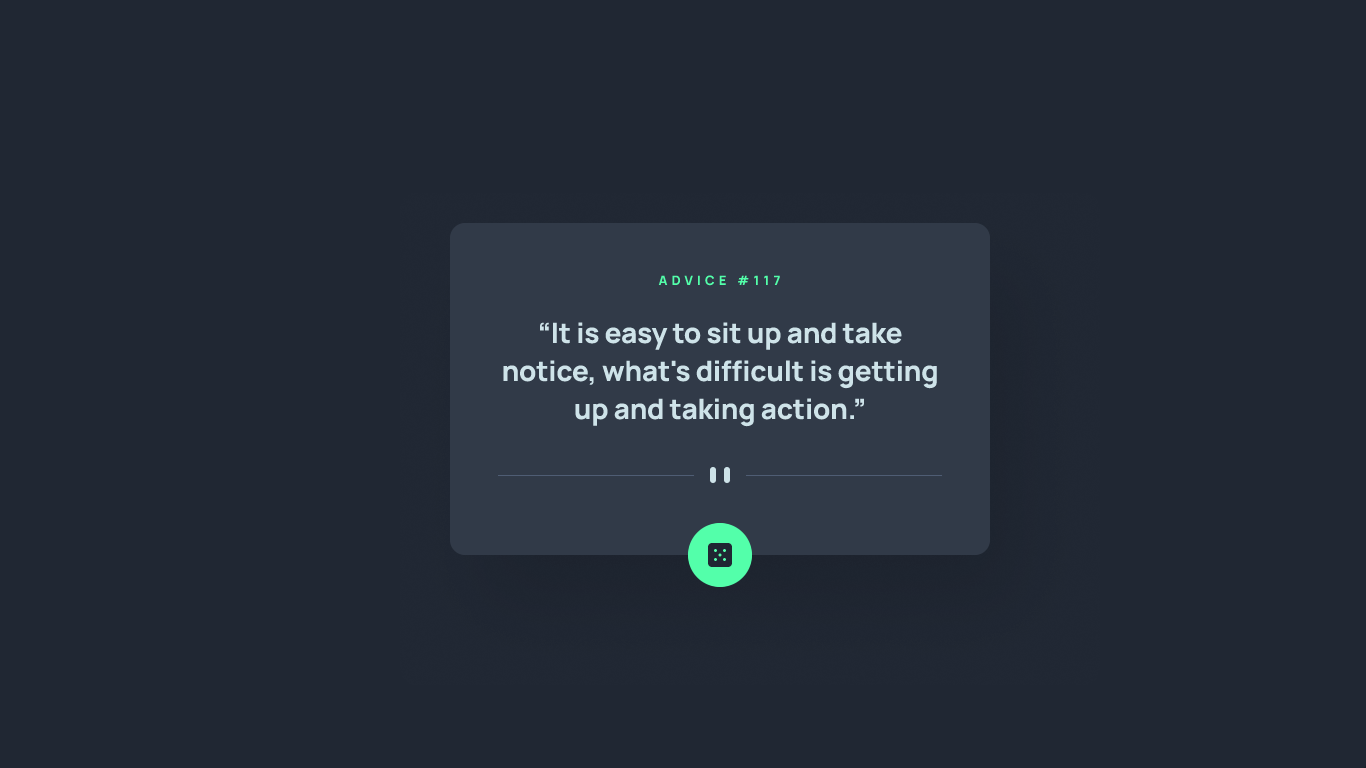 ADVICE #117
“It is easy to sit up and take
notice, what's difficult is getting
up and taking action.”